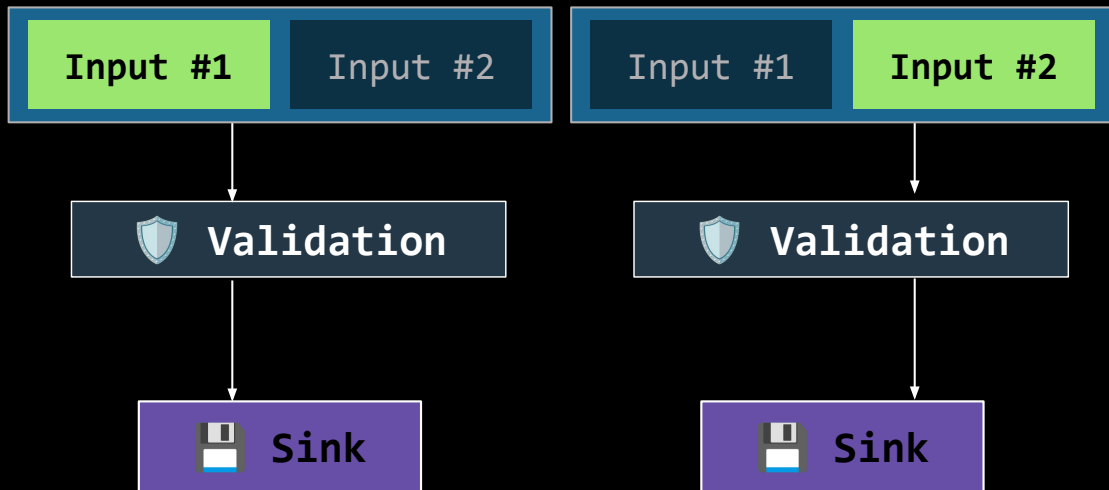 Input #1
Input #2
Input #1
Input #2
Validation
Validation
Sink
Sink